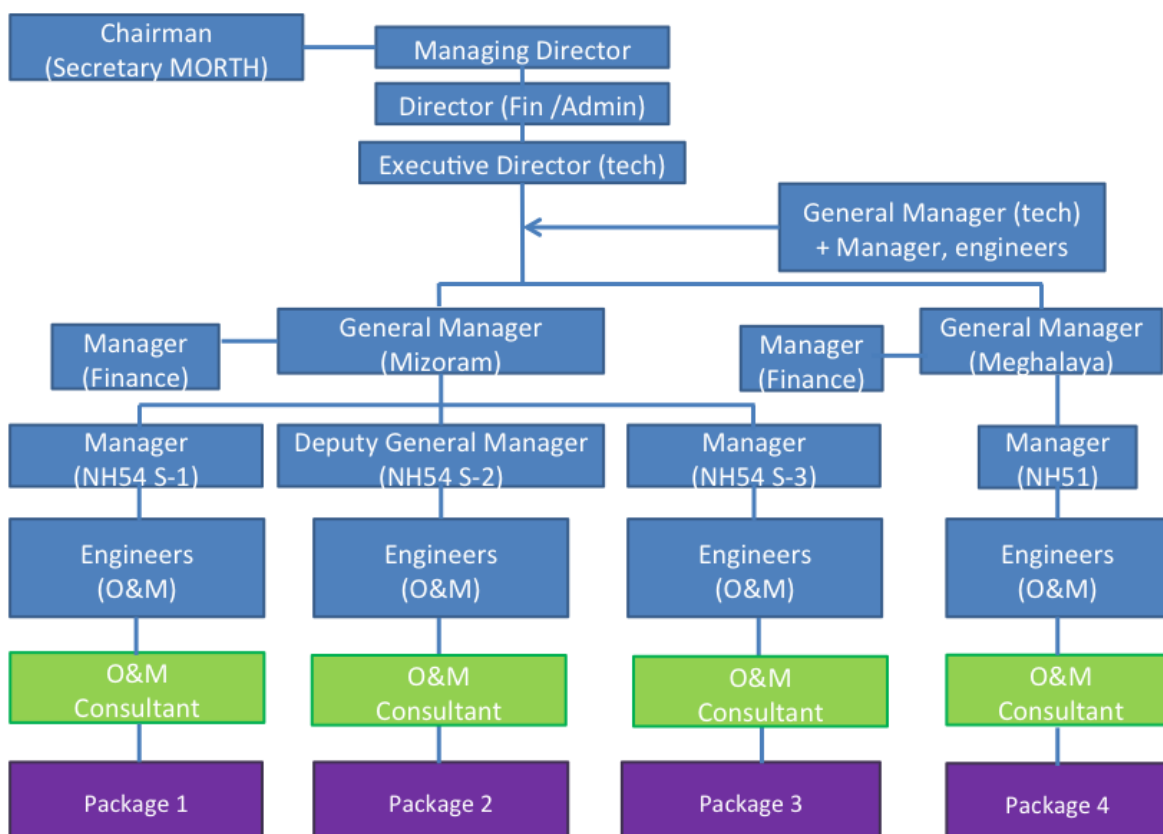 Chairman
(Secretary MORTH)
Managing Director
Director (Fin /Admin)
Executive Director (tech)
General Manager (tech)
+ Manager, engineers
General Manager
(Mizoram)
Manager
(Finance)
General Manager
(Meghalaya)
Manager
(Finance)
Manager
(NH54 S-1)
Deputy General Manager
(NH54 S-2)
Manager
(NH54 S-3)
Manager
(NH51)
Engineers
(O&M)
Engineers
(O&M)
Engineers
(O&M)
Engineers
(O&M)
O&M
Consultant
O&M
Consultant
O&M
Consultant
O&M
Consultant
Package 1
Package 2
Package 3
Package 4